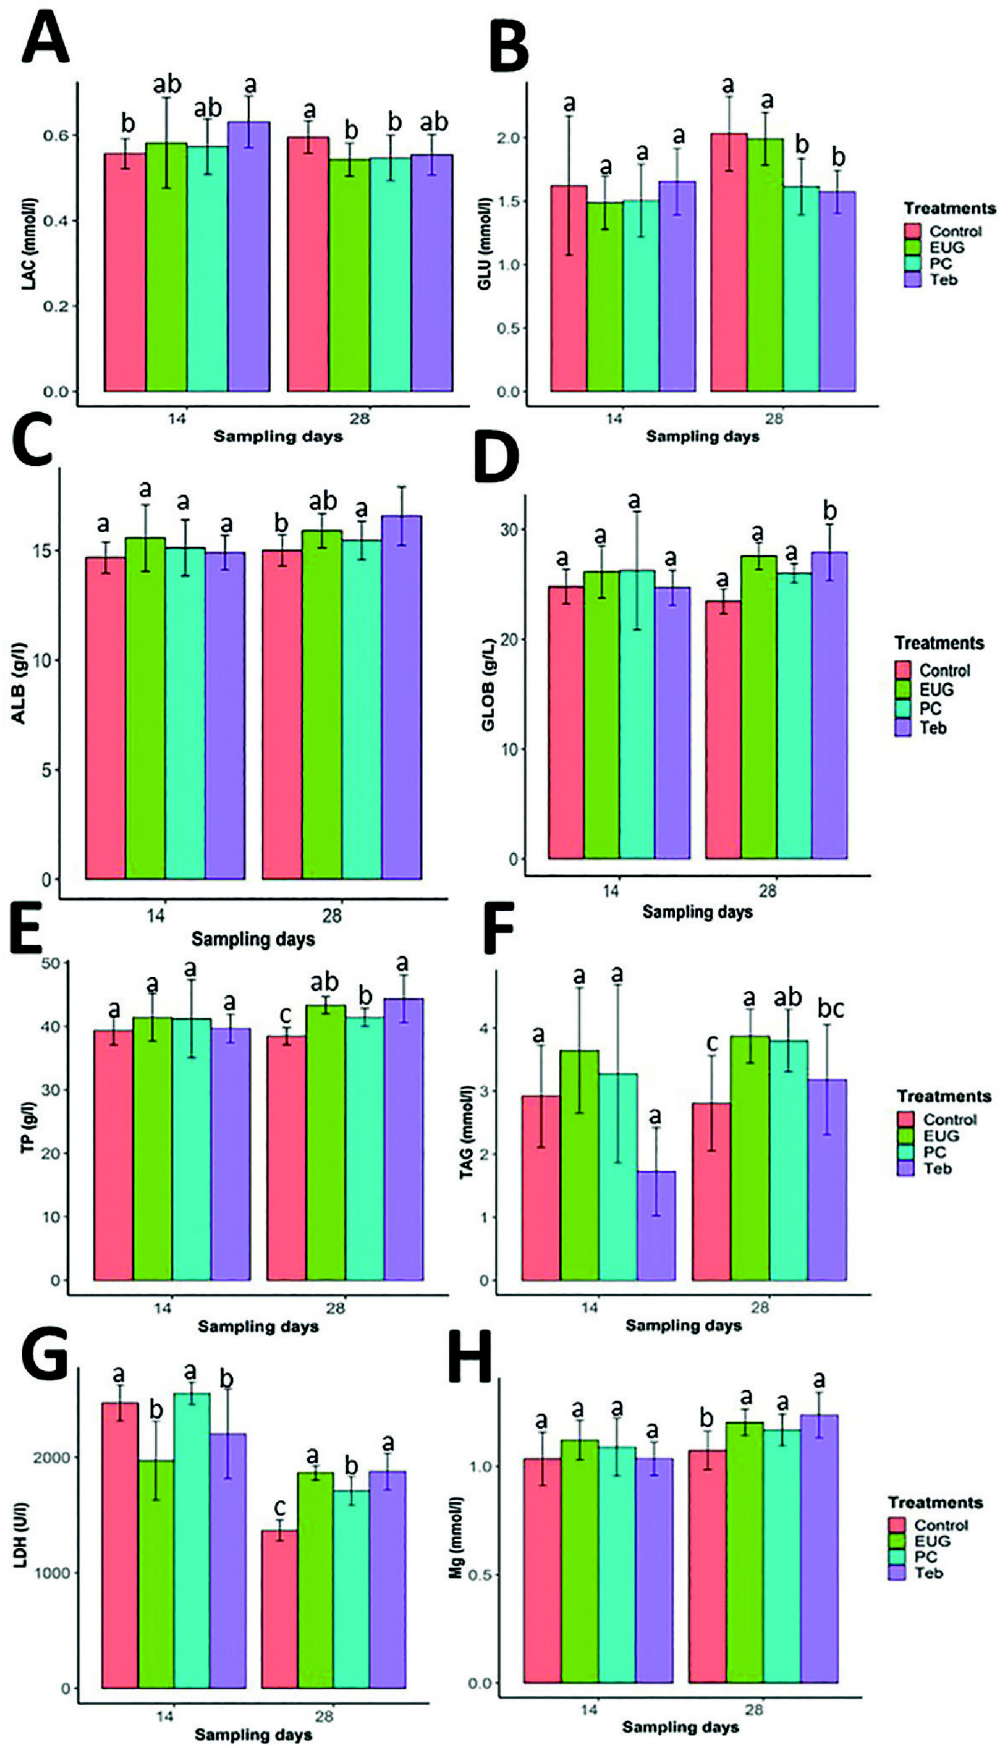 A
LAC (mmol/l)
0.6
0.4
0.2
0.0
b ab ab a a b b ab
14 28
Sampling days
B
GLU (mmol/l)
2.0
1.5
1.0
0.5
0.0
a a a a a a b b
14 28
Sampling days
Treatments
Control
EUG
PC
Teb
C
ALB (g/l)
15
10
5
0
a a a a b ab a
14 28
Sampling days
D
GLOB (g/L)
30
20
10
0
a a a a a a a b
14 28
Sampling days
Treatments
Control
EUG
PC
Teb
E
TP (g/l)
50
40
30
20
10
0
a a a a c ab b a
14 28
Sampling days
F
TAG (mmol/l)
4
3
2
1
0
a a a a c a ab bc
14 28
Sampling days
Treatments
Control
EUG
PC
Teb
G
LDH (U/l)
2000
1000
0
a b a b c a b a
14 28
Sampling days
H
Mg (mmol/l)
1.0
0.5
0.0
a a a a b a a a
14 28
Sampling days
Treatments
Control
EUG
PC
Teb